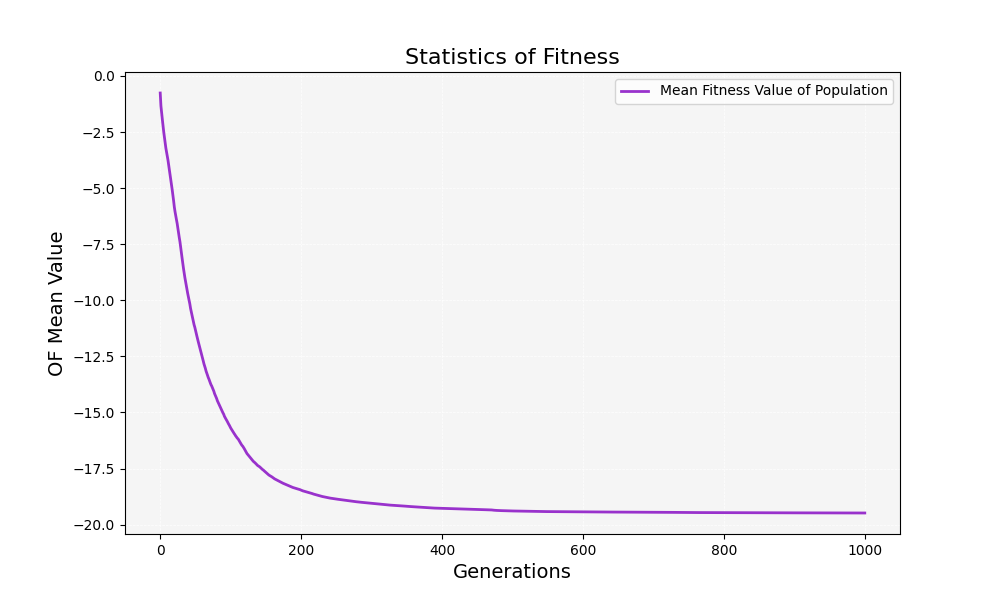 Statistics of Fitness
Mean Fitness Value of Population
OF Mean Value
0.0
−2.5
−5.0
−7.5
−10.0
−12.5
−15.0
−17.5
−20.0
0 200 400 600 800 1000
Generations